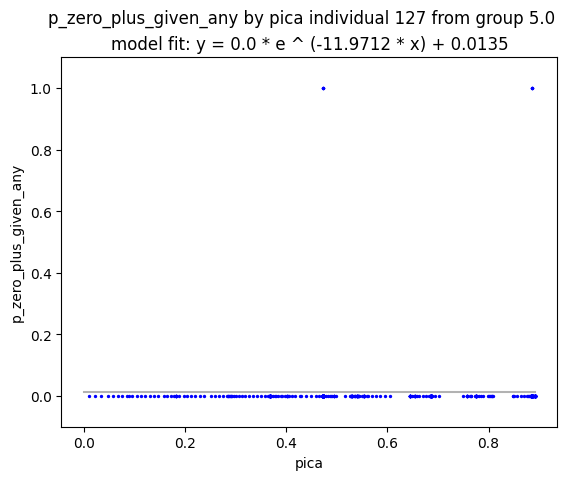 p_zero_plus_given_any by pica individual 127 from group 5.0
model fit: y = 0.0 * e ^ (-11.9712 * x) + 0.0135
1.0
0.8
0.6
0.4
0.2
0.0
p_zero_plus_given_any
0.0 0.2 0.4 0.6 0.8
pica